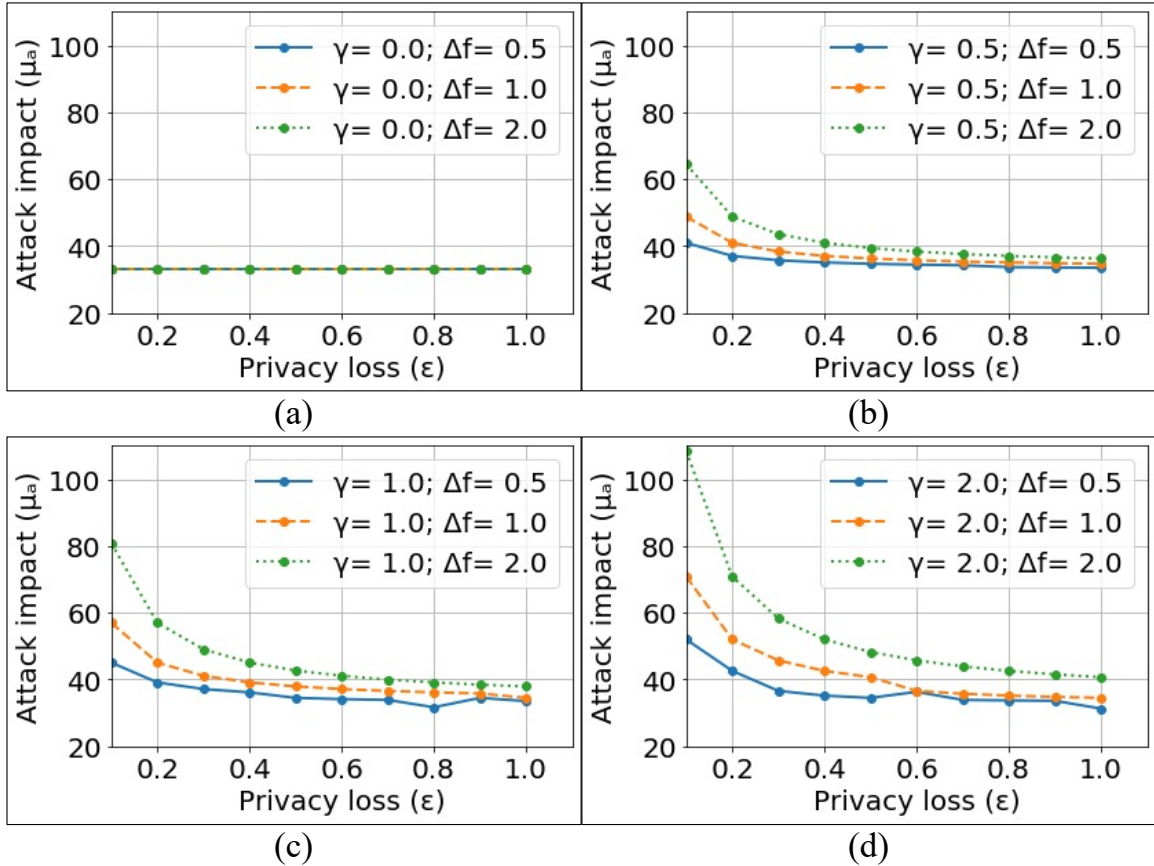 Attack impact (μₐ)
100
80
60
40
20
γ= 0.0; Δf= 0.5
γ= 0.0; Δf= 1.0
γ= 0.0; Δf= 2.0
0.2 0.4 0.6 0.8 1.0
Privacy loss (ε)
(a)
Attack impact (μₐ)
100
80
60
40
20
γ= 0.5; Δf= 0.5
γ= 0.5; Δf= 1.0
γ= 0.5; Δf= 2.0
0.2 0.4 0.6 0.8 1.0
Privacy loss (ε)
(b)
Attack impact (μₐ)
100
80
60
40
20
γ= 1.0; Δf= 0.5
γ= 1.0; Δf= 1.0
γ= 1.0; Δf= 2.0
0.2 0.4 0.6 0.8 1.0
Privacy loss (ε)
(c)
Attack impact (μₐ)
100
80
60
40
20
γ= 2.0; Δf= 0.5
γ= 2.0; Δf= 1.0
γ= 2.0; Δf= 2.0
0.2 0.4 0.6 0.8 1.0
Privacy loss (ε)
(d)